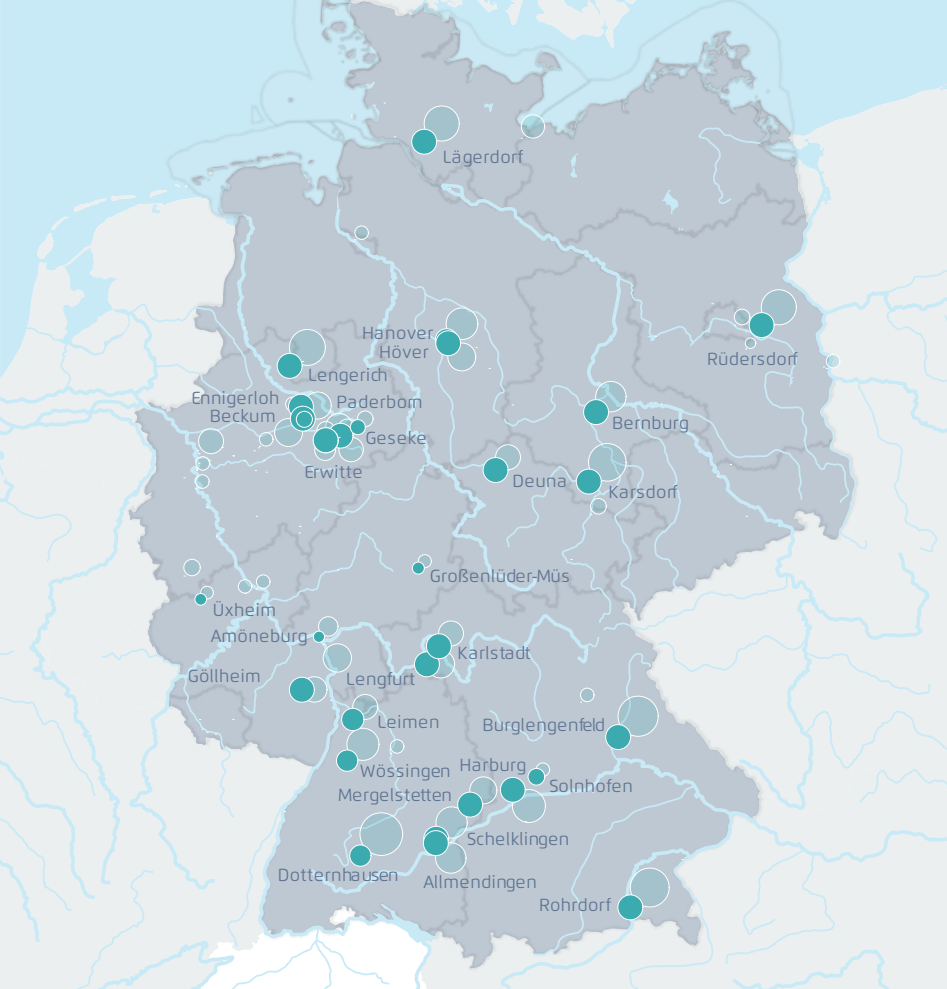 Lägerdorf
Hanover
Höver
Rüdersdorf
Lengerich
Ennigerloh
Paderborn
Beckum
Bernburg
Geseke
Erwitte
Deuna
Karsdorf
Großenlüder-Müs
Üxheim
Amöneburg
Karlstadt
Göllheim
Lengfurt
Leimen
Burglengenfeld
Harburg
Wössingen
Solnhofen
Mergelstetten
Schelklingen
Dotternhausen
Allmendingen
Rohrdorf